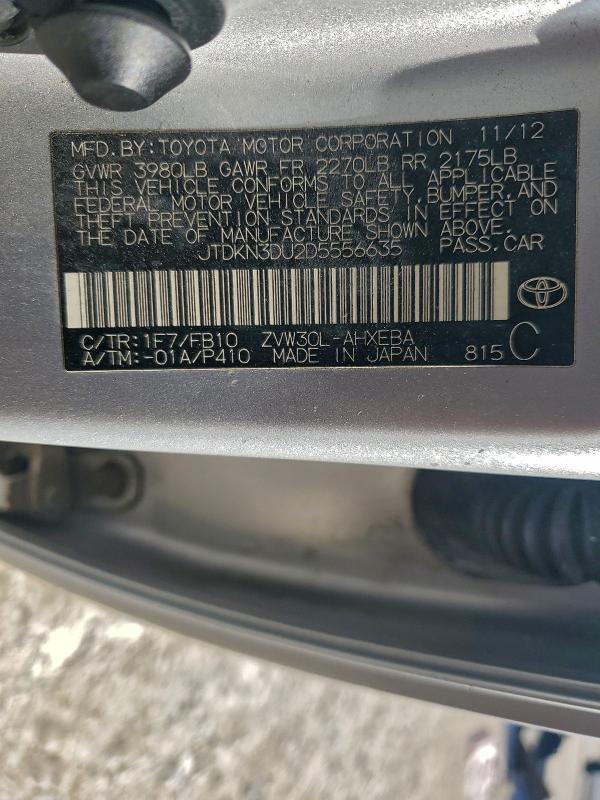 MFD. BY: TOYOTA MOTOR CORPORATION 11/12
GVWR 3980LB GAWR FR 2270LB RR 2175LB
THIS VEHICLE CONFORMS TO ALL APPLICABLE
FEDERAL MOTOR VEHICLE SAFETY, BUMPER, AND
THEFT PREVENTION STANDARDS IN EFFECT ON
THE DATE OF MANUFACTURE SHOWN ABOVE.
JTDKN3DU2D5556635 PASS. CAR
C/TR: 1F7/FB10 ZVW30L-AHXEBA
A/TM: -01A/P410 MADE IN JAPAN 815 C